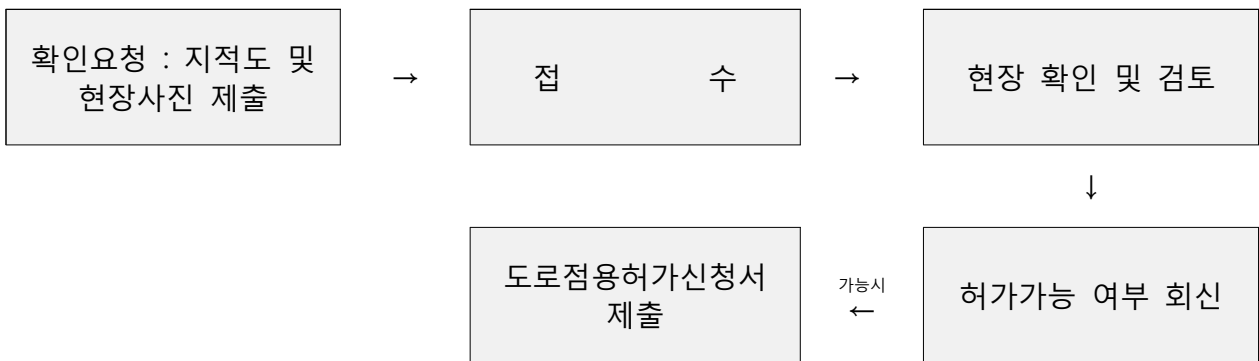 확인요청 : 지적도 및
현장사진 제출
→
접 수
→
현장 확인 및 검토
↓
허가가능 여부 회신
가능시
←
도로점용허가신청서
제출